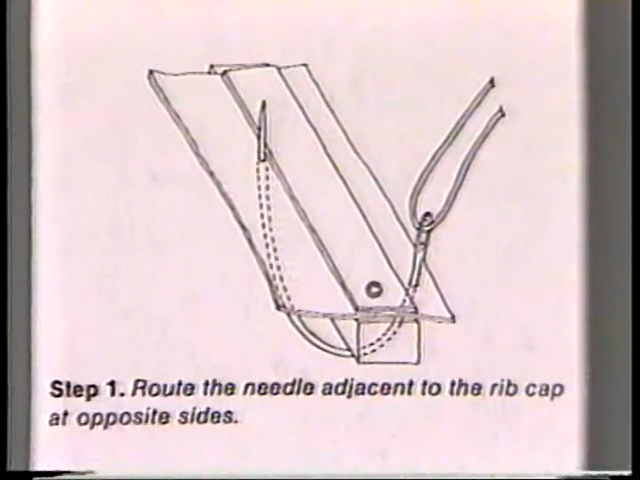 Step 1. Route the needle adjacent to the rib cap
at opposite sides.